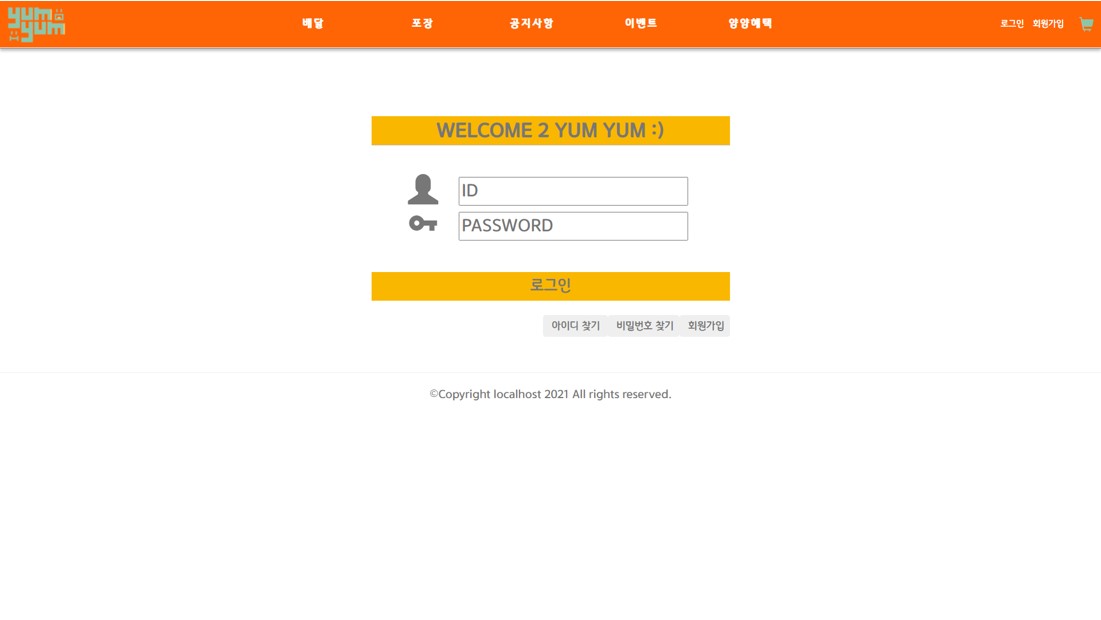 yum
yum
배달 포장 공지사항 이벤트 얌얌혜택 로그인 회원가입
WELCOME 2 YUM YUM :)
ID
PASSWORD
로그인
아이디 찾기 비밀번호 찾기 회원가입
©Copyright localhost 2021 All rights reserved.